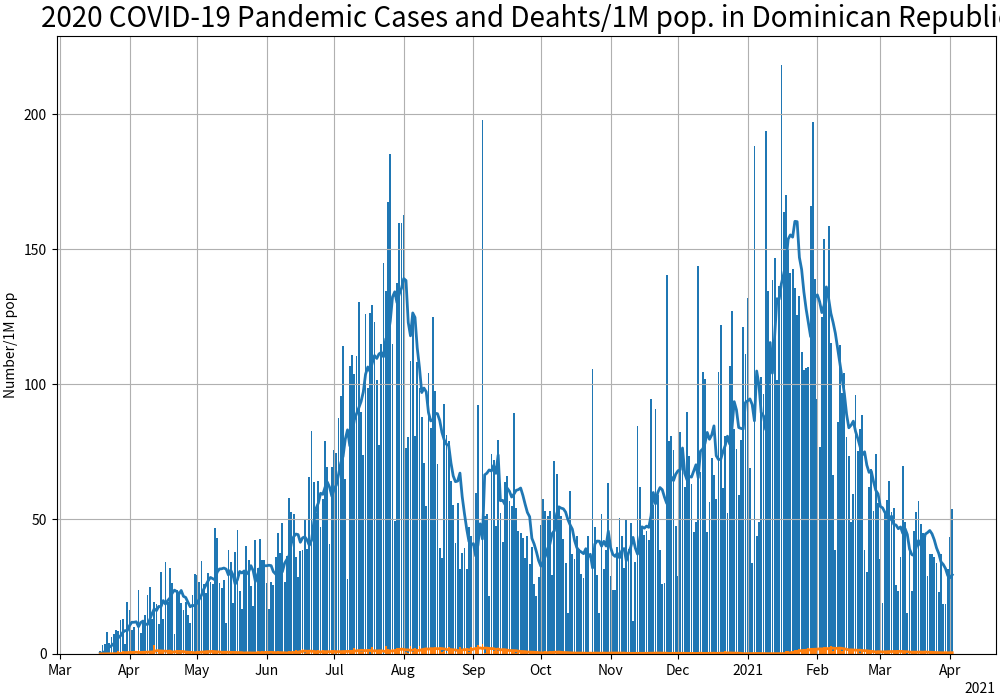 2020 COVID-19 Pandemic Cases and Deahts/1M pop. in Dominican Republi
Number/1M pop
200
150
100
50
0
Mar Apr May Jun Jul Aug Sep Oct Nov Dec 2021 Feb Mar Apr
2021